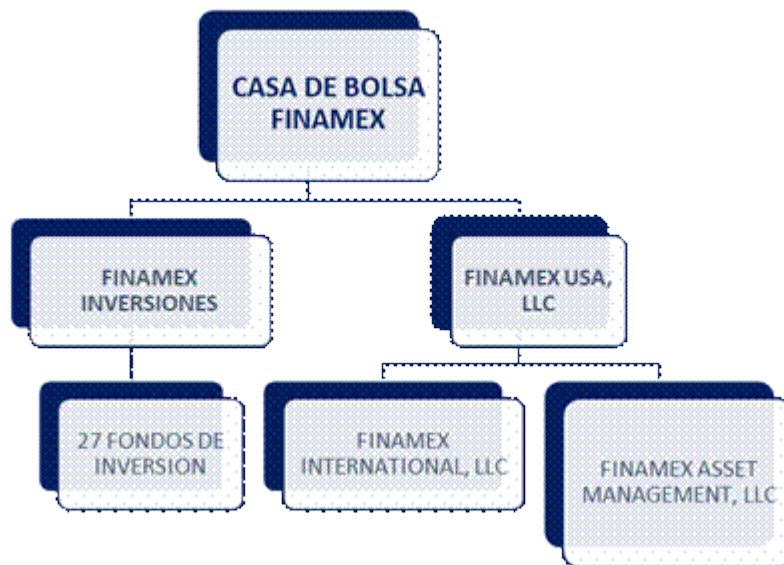 CASA DE BOLSA
FINAMEX
FINAMEX
INVERSIONES
FINAMEX USA,
LLC
27 FONDOS DE
INVERSION
FINAMEX
INTERNATIONAL, LLC
FINAMEX ASSET
MANAGEMENT, LLC